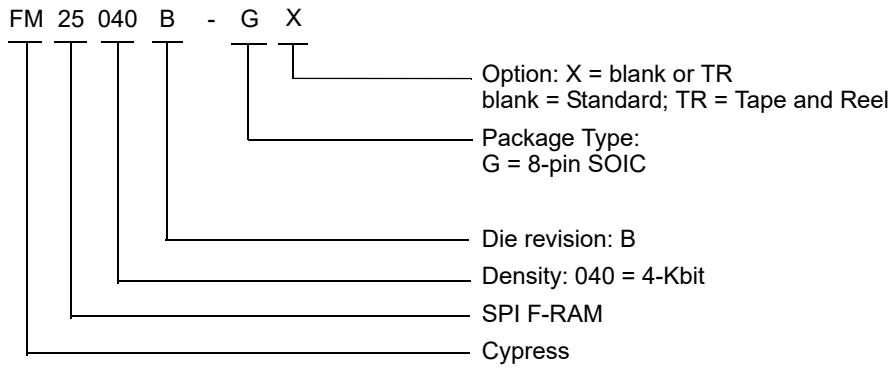 FM 25 040 B - G X
Option: X = blank or TR
blank = Standard; TR = Tape and Reel
Package Type:
G = 8-pin SOIC
Die revision: B
Density: 040 = 4-Kbit
SPI F-RAM
Cypress